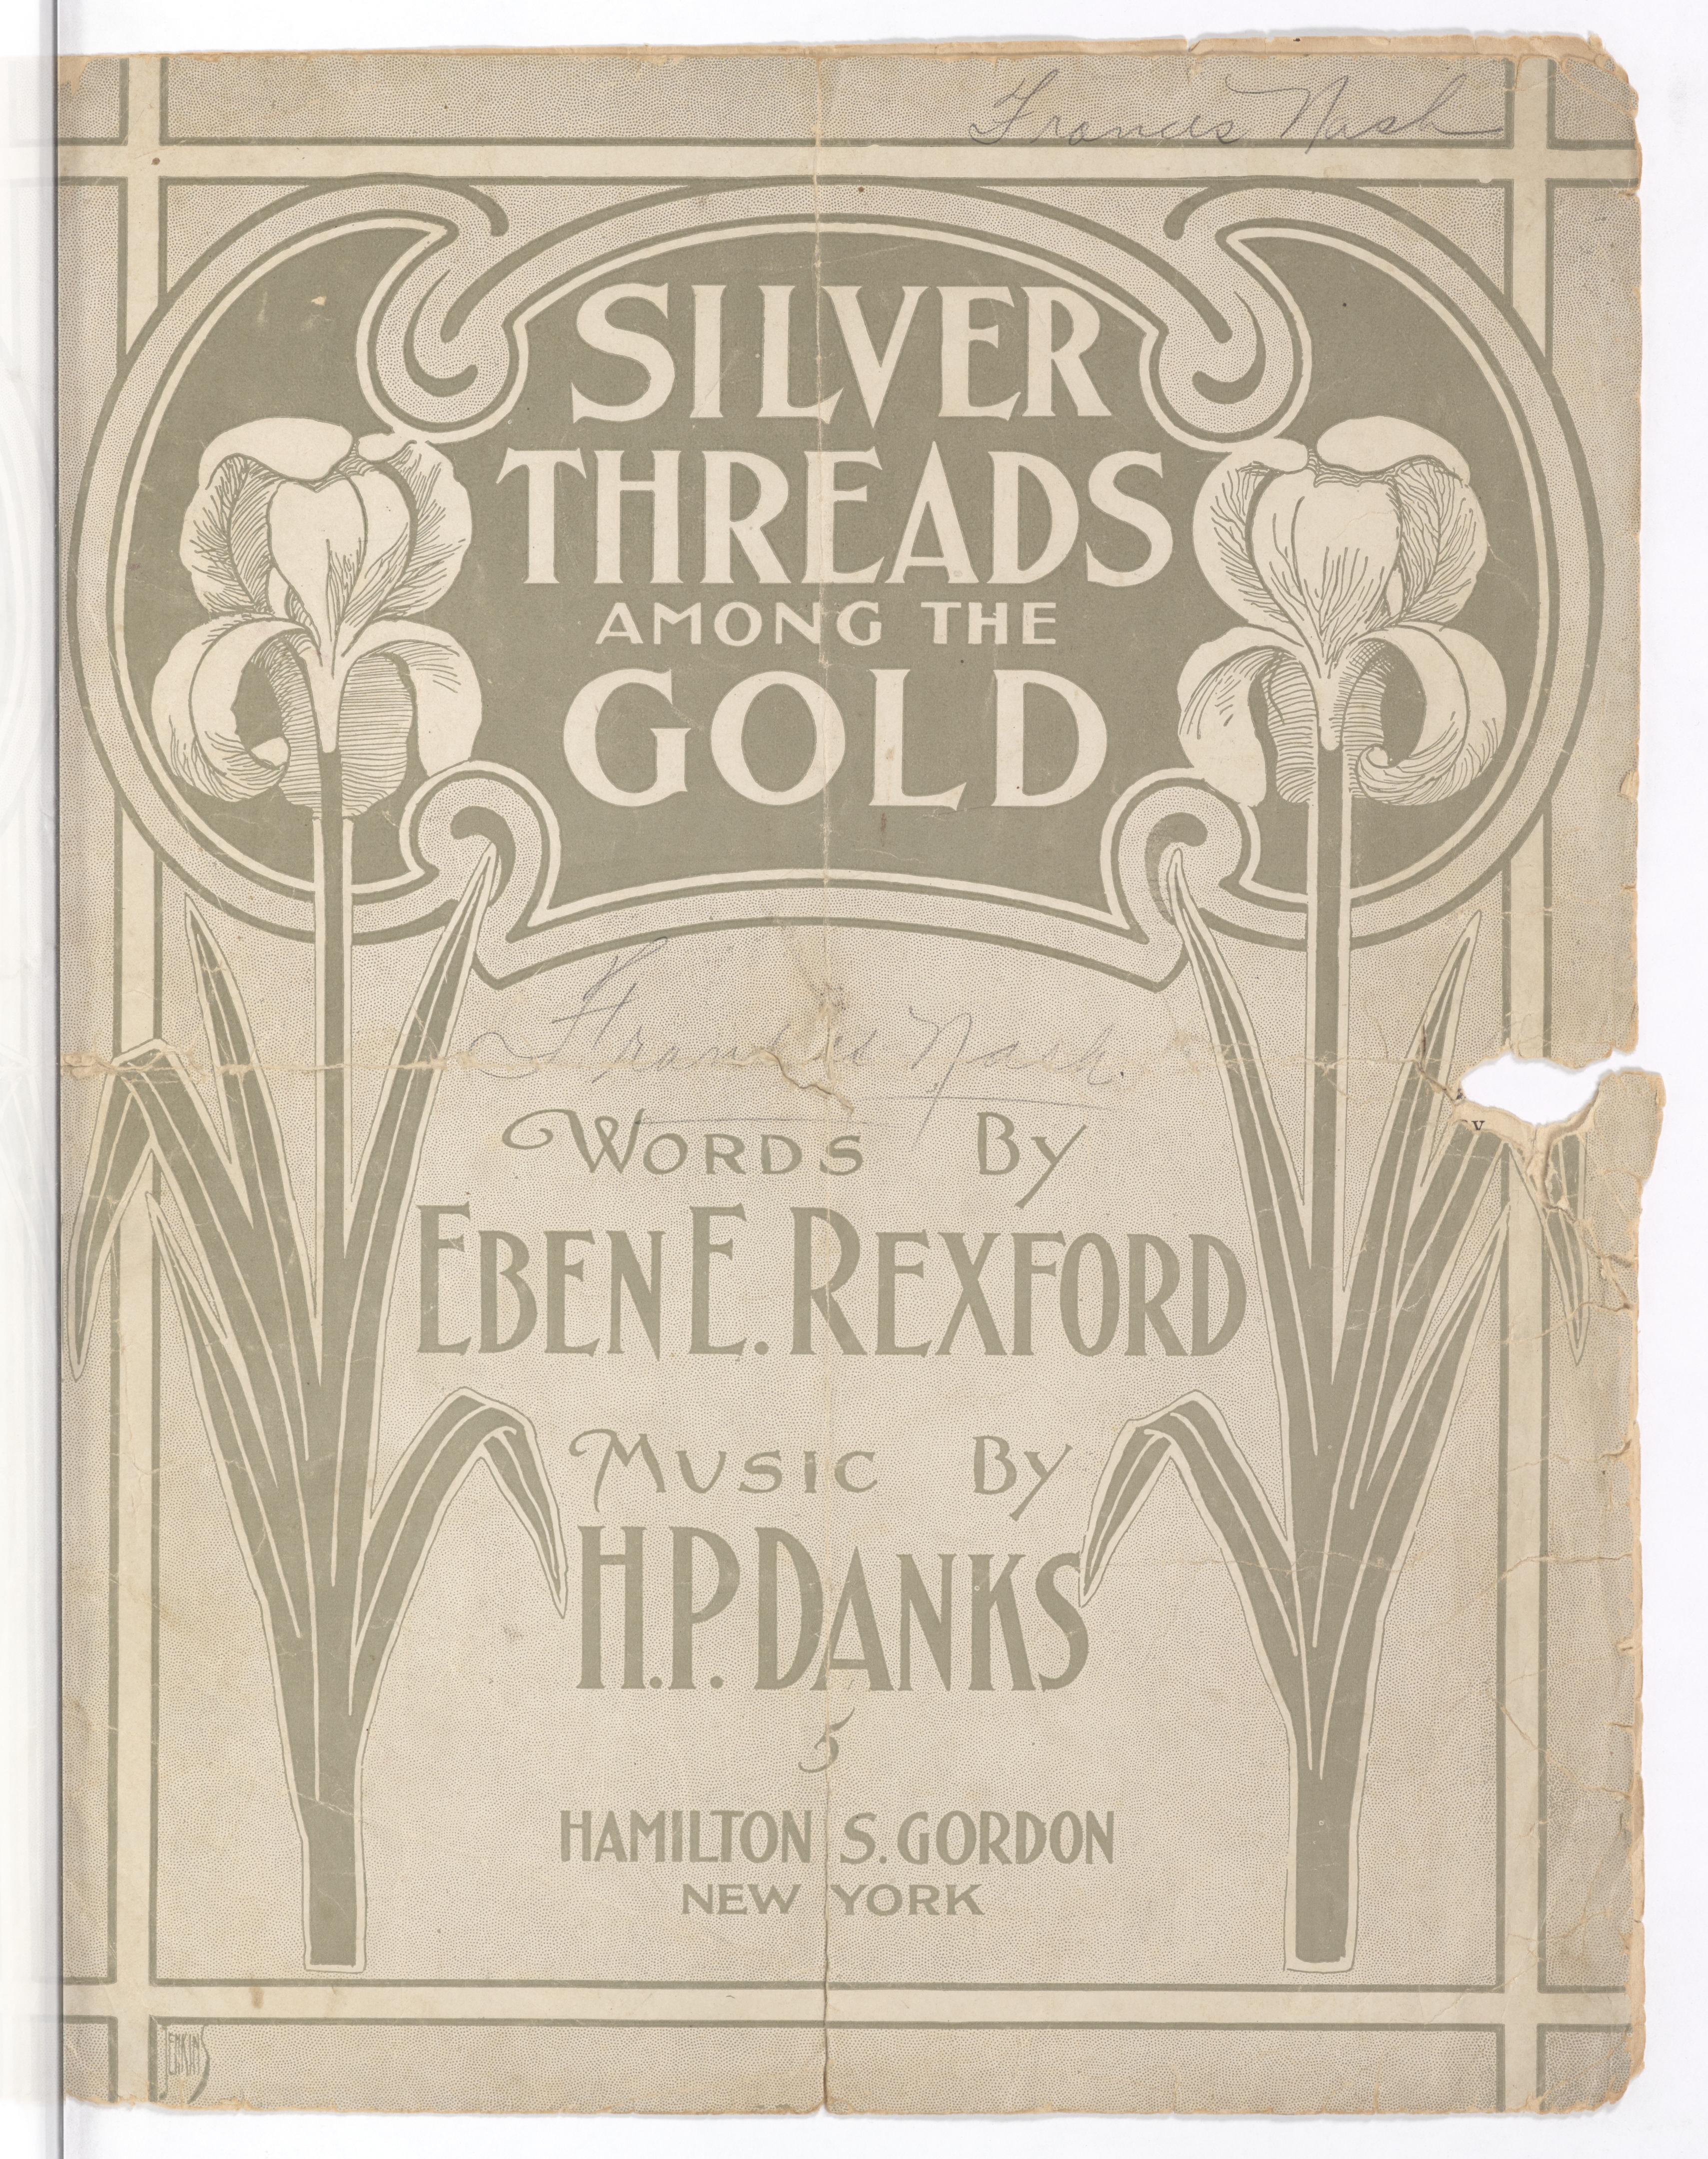 Francis Nash
SILVER
THREADS
AMONG THE
GOLD
Francis Nash
WORDS BY
EBEN E. REXFORD
MUSIC BY
H.P. DANKS
5
HAMILTON S. GORDON
NEW YORK
JENKINS